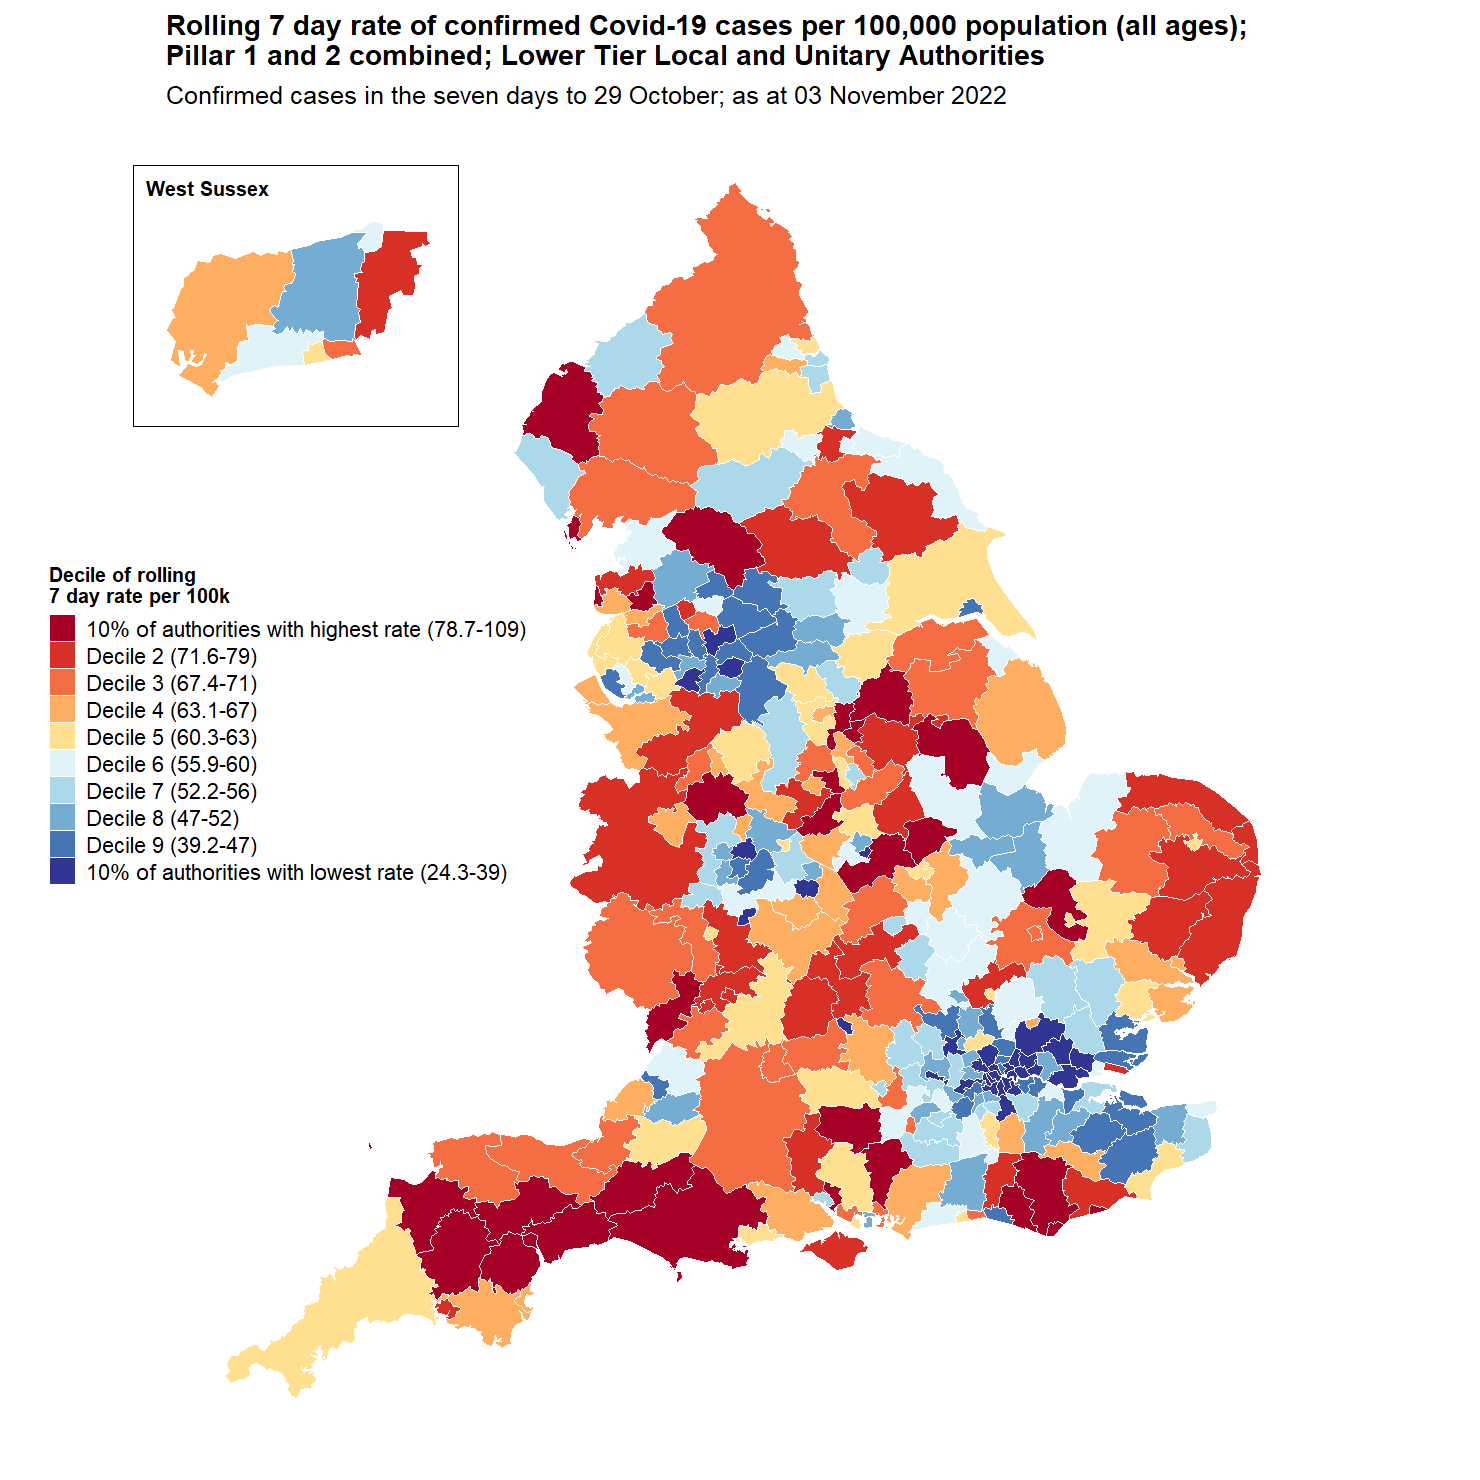 Rolling 7 day rate of confirmed Covid-19 cases per 100,000 population (all ages);
Pillar 1 and 2 combined; Lower Tier Local and Unitary Authorities
Confirmed cases in the seven days to 29 October; as at 03 November 2022
West Sussex
Decile of rolling
7 day rate per 100k
10% of authorities with highest rate (78.7-109)
Decile 2 (71.6-79)
Decile 3 (67.4-71)
Decile 4 (63.1-67)
Decile 5 (60.3-63)
Decile 6 (55.9-60)
Decile 7 (52.2-56)
Decile 8 (47-52)
Decile 9 (39.2-47)
10% of authorities with lowest rate (24.3-39)